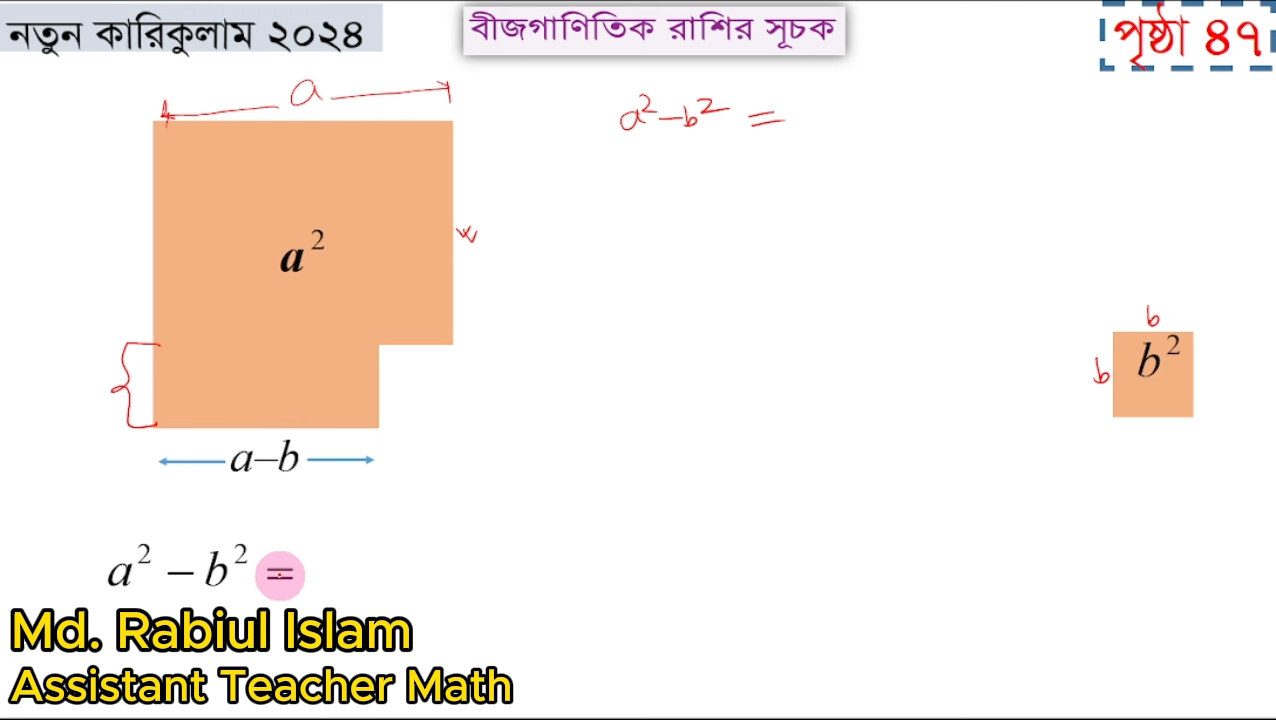 নতুন কারিকুলাম ২০২৪
বীজগাণিতিক রাশির সূচক
পৃষ্ঠা ৪৭
a
a² – b² =
a²
b
b
b²
a–b
a² – b² =
Md. Rabiul Islam
Assistant Teacher Math